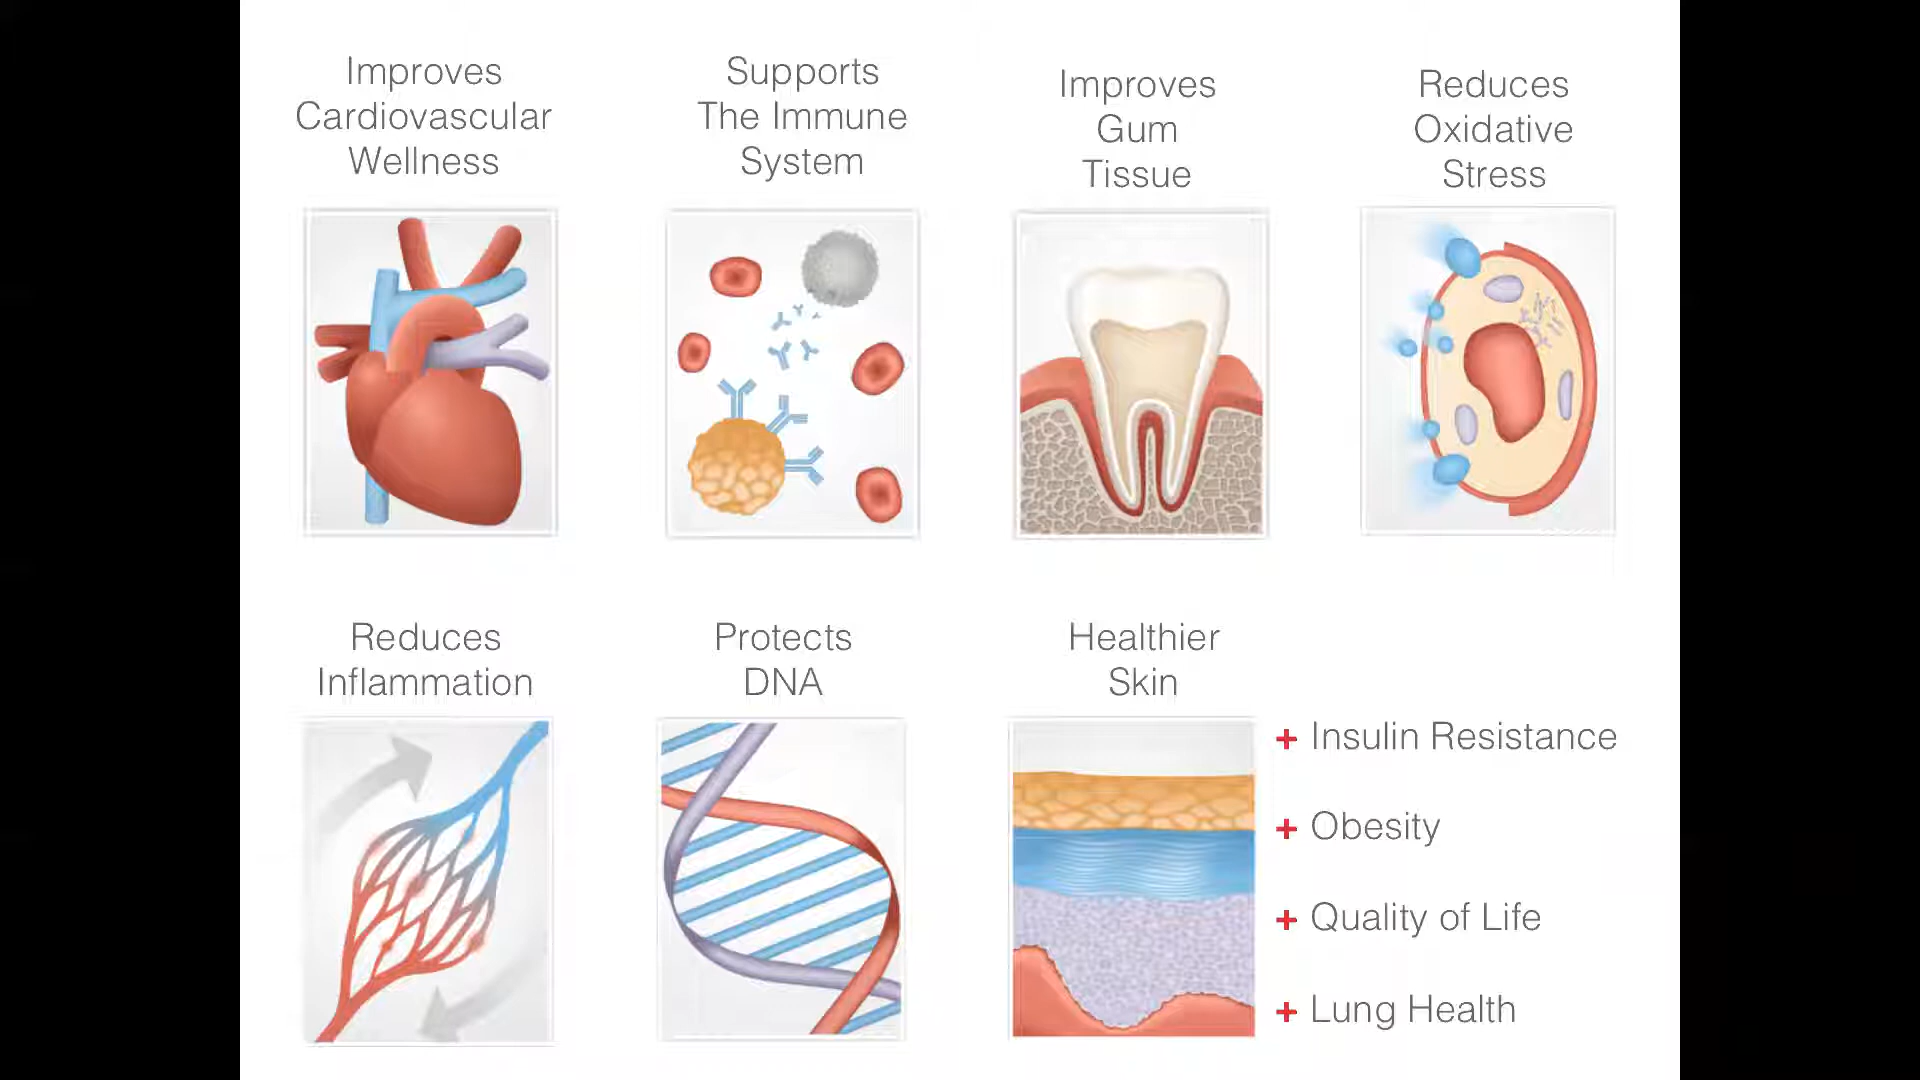 Improves
Cardiovascular
Wellness
Supports
The Immune
System
Improves
Gum
Tissue
Reduces
Oxidative
Stress
Reduces
Inflammation
Protects
DNA
Healthier
Skin
+ Insulin Resistance
+ Obesity
+ Quality of Life
+ Lung Health